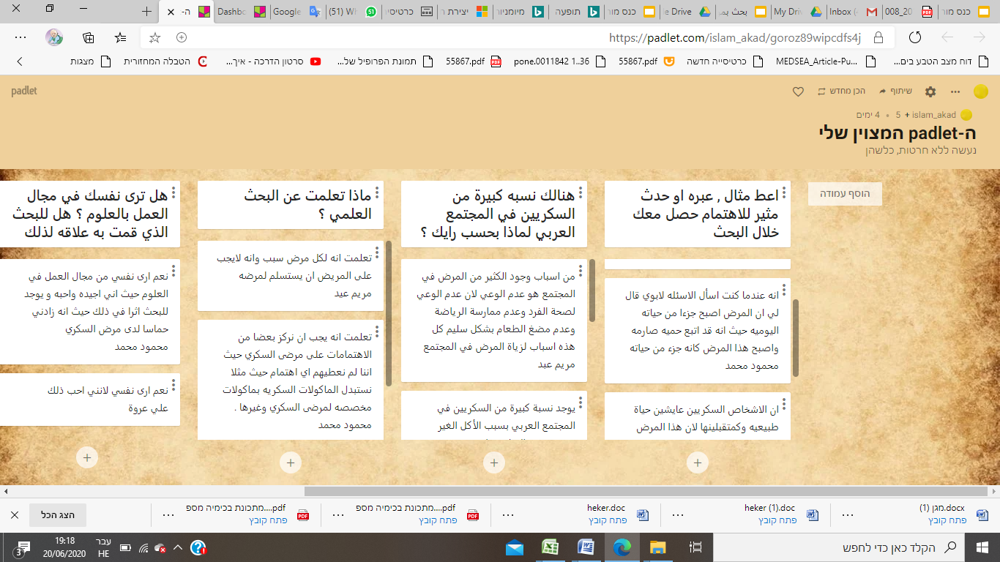 כנס מור
008_20
Inbox (
My Driv
بحث بم
e Drive
כנס מור
תופעה
מיומניור
יצירת ר
כרטיסיי
(51) Wh
Google
Dashbo
ה-
https://padlet.com/islam_akad/goroz89wipcdfs4j
דוח מצב הטבע בים...
MEDSEA_Article-Pu...
כרטיסייה חדשה
55867.pdf
pone.0011842 1..36
55867.pdf
תמונת הפרופיל של...
סרטון הדרכה - איך...
הטבלה המחזורית
מצגות
padlet
שיתוף
הכן מחדש
islam_akad + 5 • 4 ימים
ה-padlet המצוין שלי
נעשה ללא חרטות, כלשהן
הוסף עמודה
اعط مثال , عبره او حدث
مثير للاهتمام حصل معك
خلال البحث
انه عندما كنت اسأل الاسئله لابوي قال
لي ان المرض اصبح جزءا من حياته
اليوميه حيث انه قد اتبع حميه صارمه
واصبح هذا المرض كانه جزء من حياته
محمود محمد
ان الاشخاص السكريين عايشين حياة
طبيعيه وكمتقبلينها لان هذا المرض
هنالك نسبه كبيرة من
السكريين في المجتمع
العربي لماذا بحسب رايك ؟
من اسباب وجود الكثير من المرض في
المجتمع هو عدم الوعي لان عدم الوعي
لصحة الفرد وعدم ممارسة الرياضة
وعدم مضغ الطعام بشكل سليم كل
هذه اسباب لزياة المرض في المجتمع
مريم عبد
يوجد نسبة كبيرة من السكريين في
المجتمع العربي بسبب الأكل الغير
ماذا تعلمت عن البحث
العلمي ؟
تعلمت انه لكل مرض سبب وانه لايجب
على المريض ان يستسلم لمرضه
مريم عيد
تعلمت انه يجب ان نركز بعضا من
الاهتمامات على مرضى السكري حيث
اننا لم نعطيهم اي اهتمام حيث مثلا
نستبدل الماكولات السكريه بماكولات
مخصصه لمرضى السكري وغيرها .
محمود محمد
هل ترى نفسك في مجال
العمل بالعلوم ؟ هل للبحث
الذي قمت به علاقه لذلك
نعم ارى نفسي من مجال العمل في
العلوم حيث اني اجيده واحبه و يوجد
للبحث اثرا في ذلك حيث انه زادني
حماسا لدى مرض السكري
محمود محمد
نعم ارى نفسي لانني احب ذلك
علي عروة
מגן (1).docx
פתח קובץ
heker (1).doc
פתח קובץ
heker.doc
פתח קובץ
מתכונת בכימיה מספ....pdf
פתח קובץ
מתכונת בכימיה מספ....pdf
פתח קובץ
הצג הכל
הקלד כאן כדי לחפש
עבר
HE
19:18
20/06/2020
3